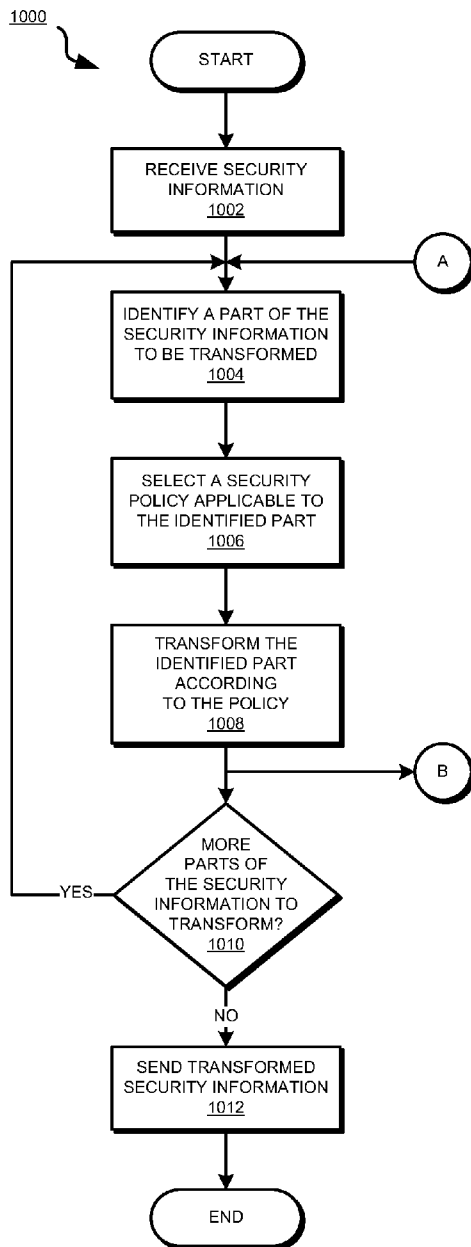 1000
START
RECEIVE SECURITY
INFORMATION
1002
A
IDENTIFY A PART OF THE
SECURITY INFORMATION
TO BE TRANSFORMED
1004
SELECT A SECURITY
POLICY APPLICABLE TO
THE IDENTIFIED PART
1006
TRANSFORM THE
IDENTIFIED PART
ACCORDING
TO THE POLICY
1008
B
MORE
PARTS OF
THE SECURITY
INFORMATION TO
TRANSFORM?
1010
YES
NO
SEND TRANSFORMED
SECURITY INFORMATION
1012
END